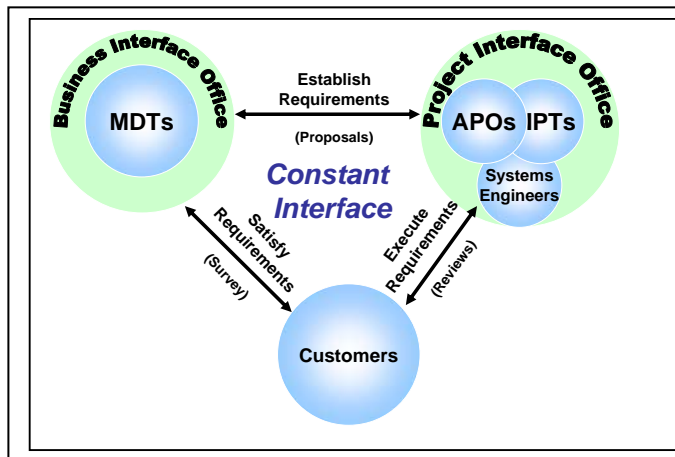 Business Interface Office
MDTs
Establish
Requirements
(Proposals)
Project Interface Office
APOs
IPTs
Systems
Engineers
Constant
Interface
Satisfy
Requirements
(Survey)
Execute
Requirements
(Reviews)
Customers